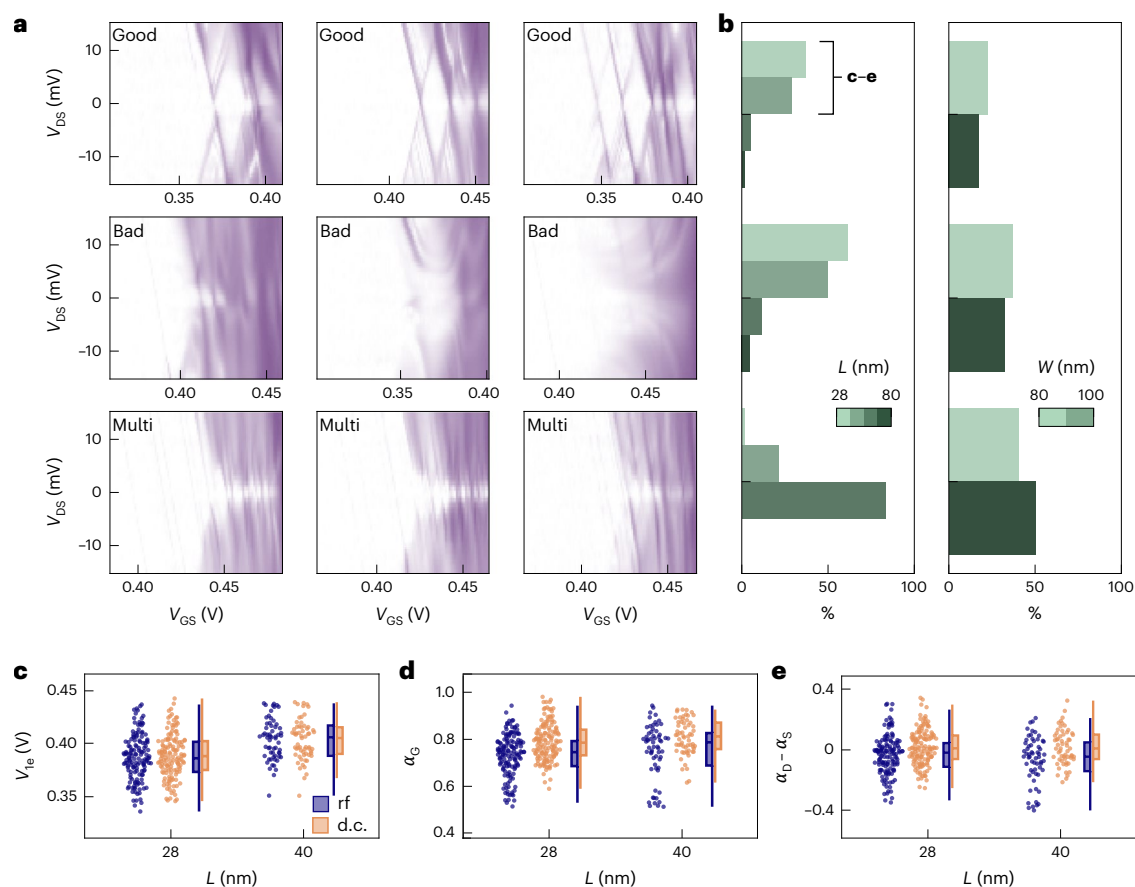 a
Good
Good
Good
V_DS (mV)
10
0
−10
0.35
0.40
0.40
0.45
0.35
0.40
Bad
Bad
Bad
V_DS (mV)
10
0
−10
0.40
0.45
0.35
0.40
0.40
0.45
Multi
Multi
Multi
V_DS (mV)
10
0
−10
0.40
0.45
0.40
0.45
0.40
0.45
V_GS (V)
V_GS (V)
V_GS (V)
b
c–e
L (nm)
28
80
0
50
100
%
W (nm)
80
100
0
50
100
%
c
V_1e (V)
0.45
0.40
0.35
rf
d.c.
28
40
L (nm)
d
α_G
1.0
0.8
0.6
0.4
28
40
L (nm)
e
α_D − α_S
0.4
0
−0.4
28
40
L (nm)